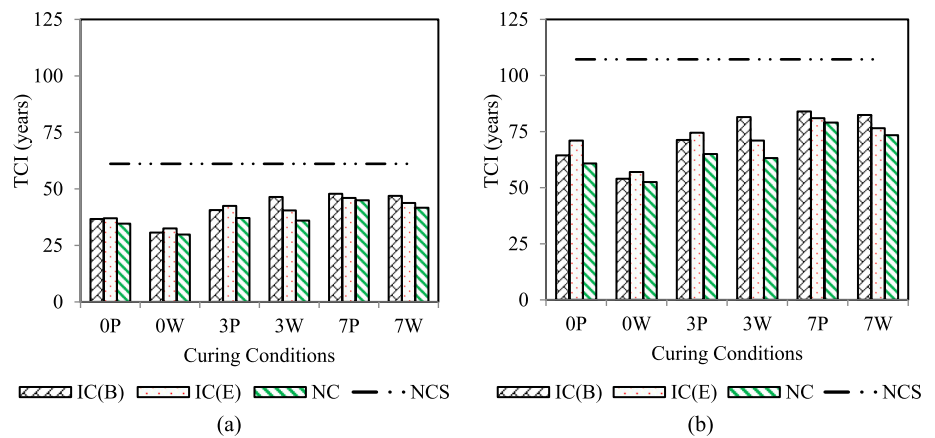 125
100
75
50
25
0
TCI (years)
0P 0W 3P 3W 7P 7W
Curing Conditions
IC(B) IC(E) NC NCS
(a)
125
100
75
50
25
0
TCI (years)
0P 0W 3P 3W 7P 7W
Curing Conditions
IC(B) IC(E) NC NCS
(b)